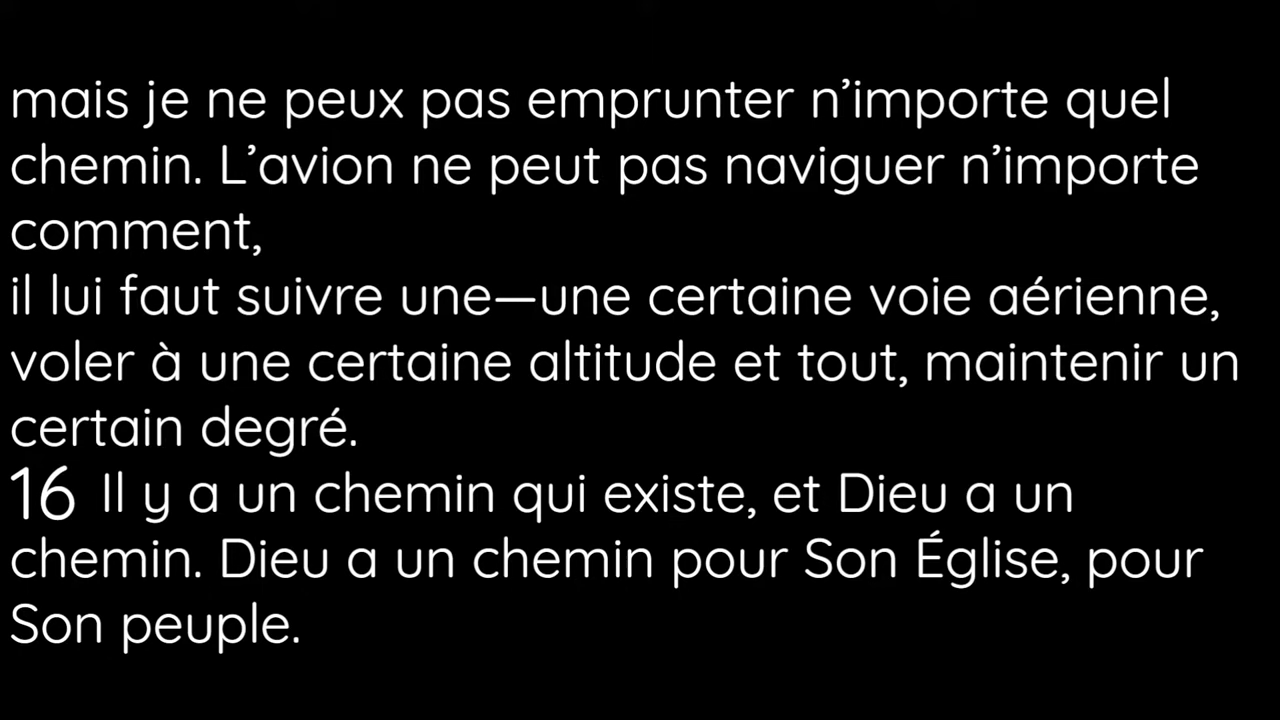 mais je ne peux pas emprunter n’importe quel
chemin. L’avion ne peut pas naviguer n’importe
comment,
il lui faut suivre une—une certaine voie aérienne,
voler à une certaine altitude et tout, maintenir un
certain degré.
16 Il y a un chemin qui existe, et Dieu a un
chemin. Dieu a un chemin pour Son Église, pour
Son peuple.